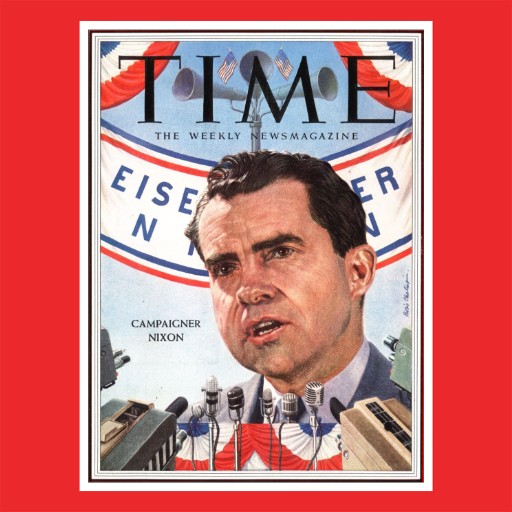 TIME
THE WEEKLY NEWSMAGAZINE
EISE ER
N I N
CAMPAIGNER
NIXON